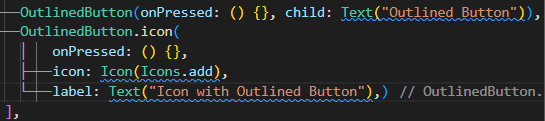 OutlinedButton(onPressed: () {}, child: Text("Outlined Button")),
OutlinedButton.icon(
onPressed: () {},
icon: Icon(Icons.add),
label: Text("Icon with Outlined Button"),) // OutlinedButton.
],